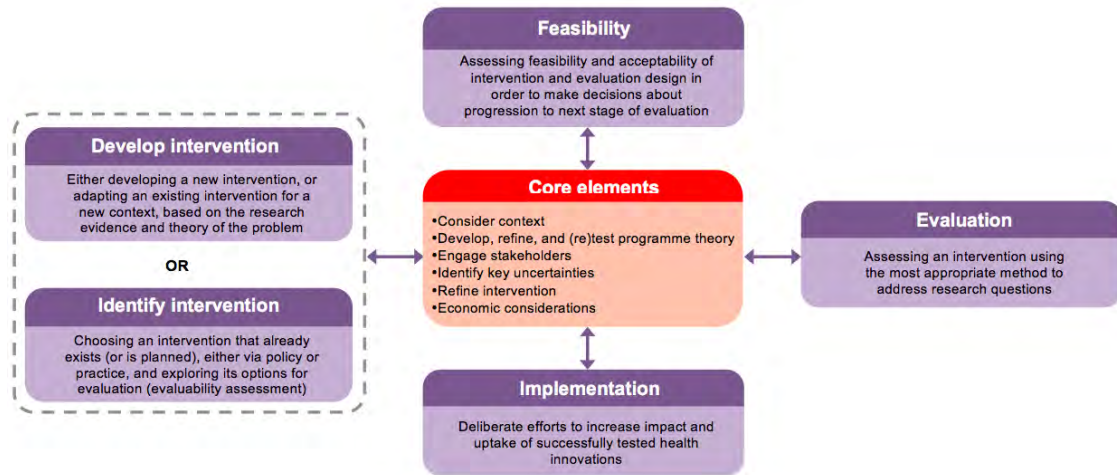 Feasibility
Assessing feasibility and acceptability of
intervention and evaluation design in
order to make decisions about
progression to next stage of evaluation
Develop intervention
Either developing a new intervention, or
adapting an existing intervention for a
new context, based on the research
evidence and theory of the problem
OR
Identify intervention
Choosing an intervention that already
exists (or is planned), either via policy or
practice, and exploring its options for
evaluation (evaluability assessment)
Core elements
•Consider context
•Develop, refine, and (re)test programme theory
•Engage stakeholders
•Identify key uncertainties
•Refine intervention
•Economic considerations
Evaluation
Assessing an intervention using
the most appropriate method to
address research questions
Implementation
Deliberate efforts to increase impact and
uptake of successfully tested health
innovations